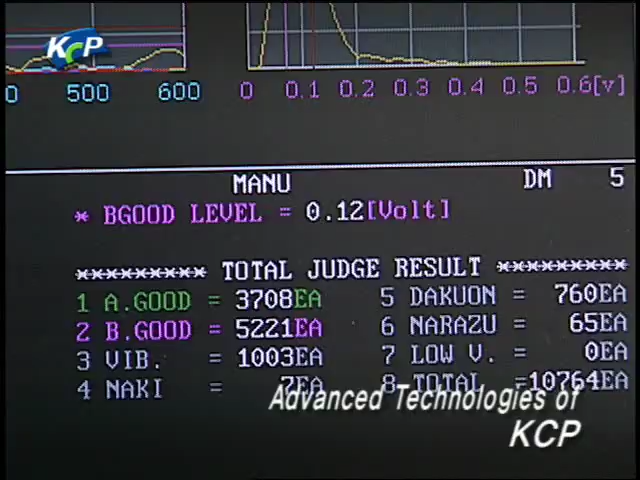 KCP
0 500 600
0 0.1 0.2 0.3 0.4 0.5 0.6[v]
MANU DM 5
* BGOOD LEVEL = 0.12[Volt]
********* TOTAL JUDGE RESULT *********
1 A.GOOD = 3708EA 5 DAKUON = 760EA
2 B.GOOD = 5221EA 6 NARAZU = 65EA
3 VIB. = 1003EA 7 LOW V. = 0EA
4 NAKI = 7EA 8 TOTAL =10764EA
Advanced Technologies of
KCP